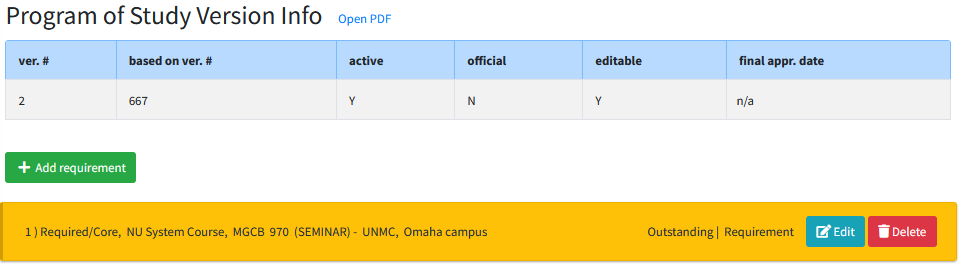 Program of Study Version Info Open PDF
ver. # based on ver. # active official editable final appr. date
2 667 Y N Y n/a
Add requirement
1 ) Required/Core, NU System Course, MGCB 970 (SEMINAR) - UNMC, Omaha campus Outstanding | Requirement Edit Delete